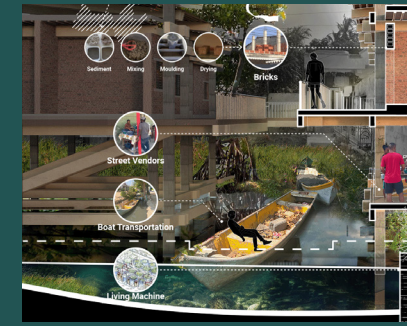 Sediment
Mixing
Moulding
Drying
Bricks
Street Vendors
Boat Transportation
Living Machine